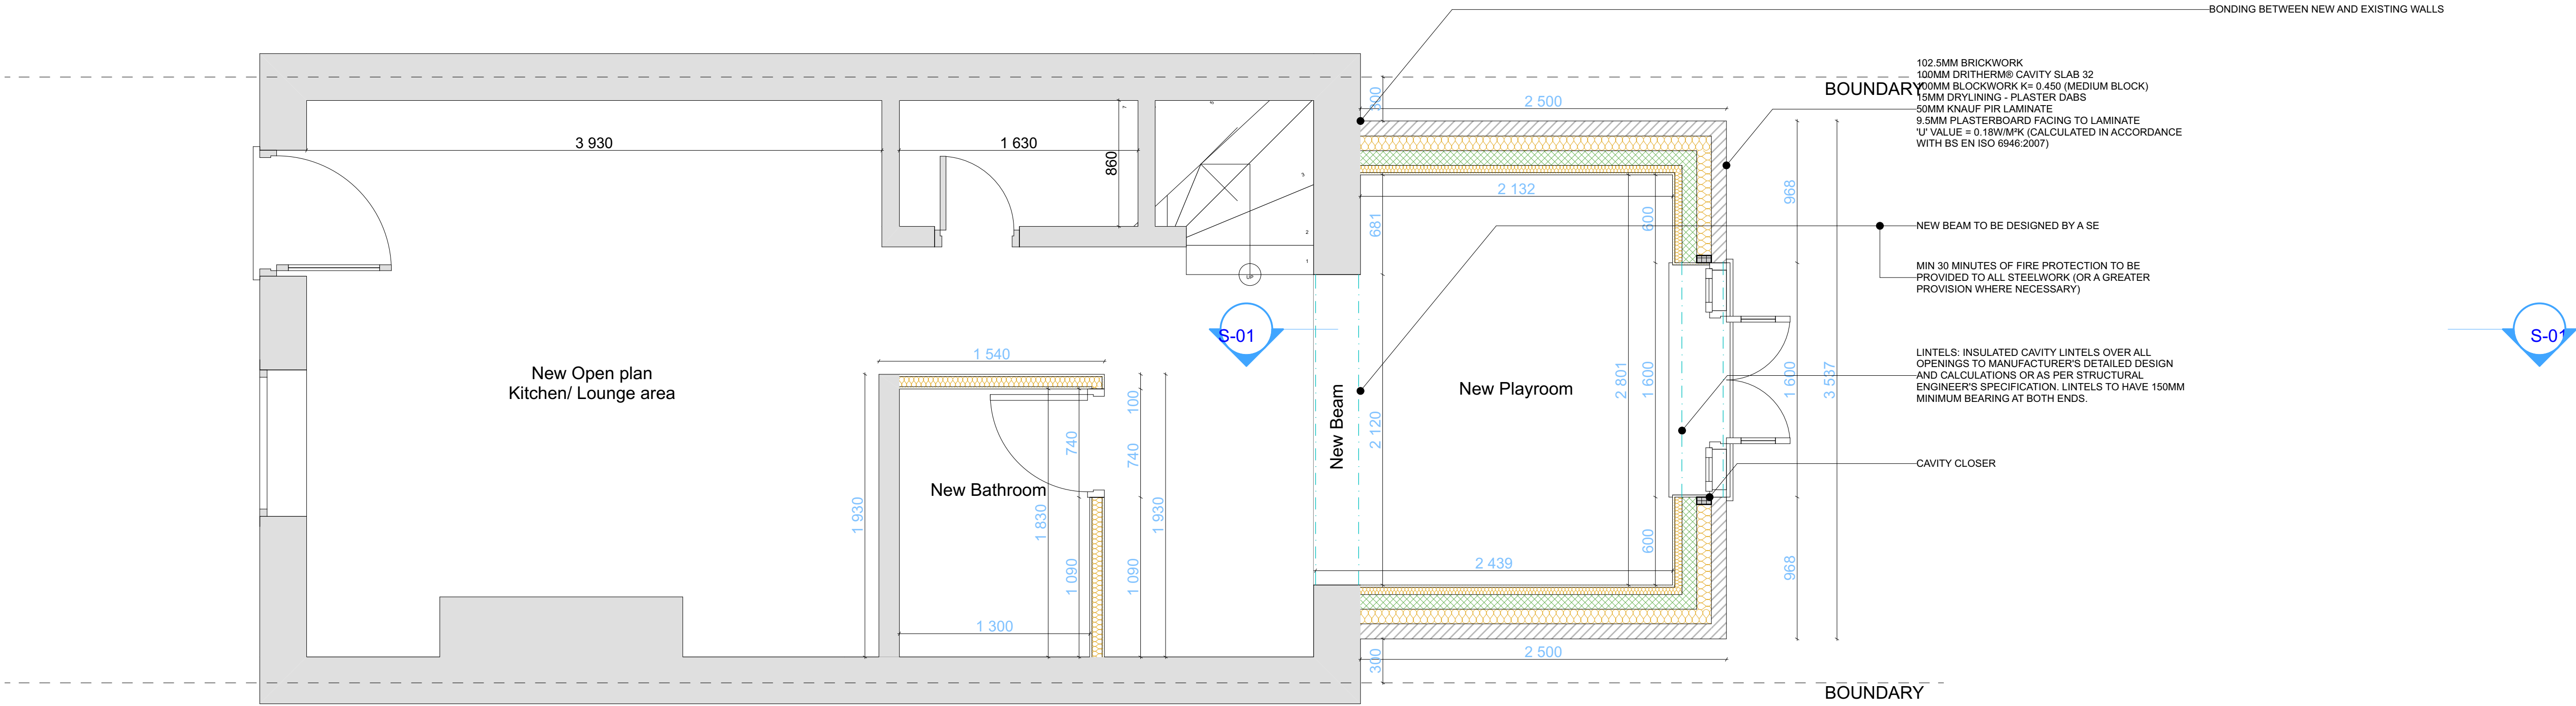 BONDING BETWEEN NEW AND EXISTING WALLS
102.5MM BRICKWORK
100MM DRITHERM® CAVITY SLAB 32
BOUNDARY
100MM BLOCKWORK K= 0.450 (MEDIUM BLOCK)
15MM DRYLINING - PLASTER DABS
50MM KNAUF PIR LAMINATE
9.5MM PLASTERBOARD FACING TO LAMINATE
'U' VALUE = 0.18W/M²K (CALCULATED IN ACCORDANCE
WITH BS EN ISO 6946:2007)
300
2 500
3 930
1 630
860
7
5
3
2
1
UP
2 132
681
600
968
NEW BEAM TO BE DESIGNED BY A SE
MIN 30 MINUTES OF FIRE PROTECTION TO BE
PROVIDED TO ALL STEELWORK (OR A GREATER
PROVISION WHERE NECESSARY)
S-01
S-01
LINTELS: INSULATED CAVITY LINTELS OVER ALL
OPENINGS TO MANUFACTURER'S DETAILED DESIGN
AND CALCULATIONS OR AS PER STRUCTURAL
ENGINEER'S SPECIFICATION. LINTELS TO HAVE 150MM
MINIMUM BEARING AT BOTH ENDS.
1 540
New Open plan
Kitchen/ Lounge area
New Playroom
2 801
1 600
1 600
3 537
100
New Beam
2 120
740
740
CAVITY CLOSER
New Bathroom
1 930
1 830
1 930
1 090
1 090
600
968
2 439
1 300
300
2 500
BOUNDARY